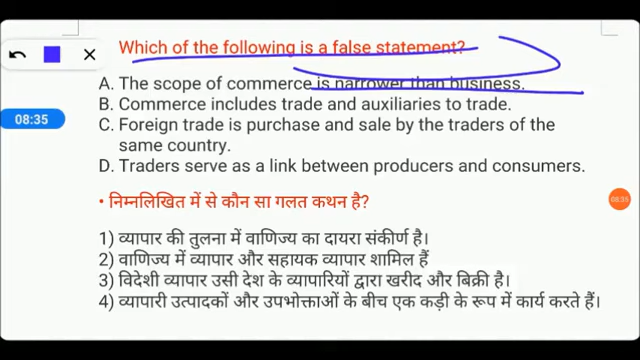 Which of the following is a false statement?
A. The scope of commerce is narrower than business.
B. Commerce includes trade and auxiliaries to trade.
08:35
C. Foreign trade is purchase and sale by the traders of the
same country.
D. Traders serve as a link between producers and consumers.
• निम्नलिखित में से कौन सा गलत कथन है?
08:35
1) व्यापार की तुलना में वाणिज्य का दायरा संकीर्ण है।
2) वाणिज्य में व्यापार और सहायक व्यापार शामिल हैं
3) विदेशी व्यापार उसी देश के व्यापारियों द्वारा खरीद और बिक्री है।
4) व्यापारी उत्पादकों और उपभोक्ताओं के बीच एक कड़ी के रूप में कार्य करते हैं।